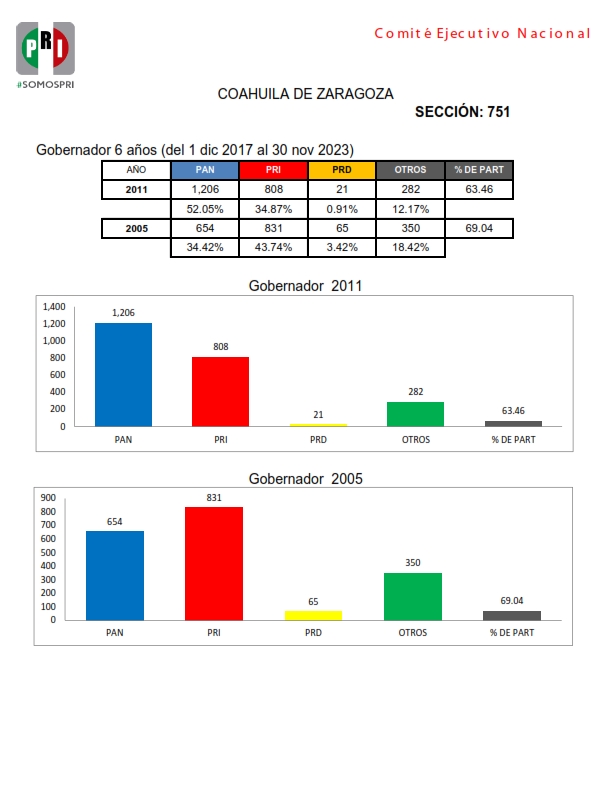 PRI
#SOMOSPRI
Comité Ejecutivo Nacional
COAHUILA DE ZARAGOZA
SECCIÓN: 751
Gobernador 6 años (del 1 dic 2017 al 30 nov 2023)
AÑO PAN PRI PRD OTROS % DE PART
2011 1,206 808 21 282 63.46
52.05% 34.87% 0.91% 12.17%
2005 654 831 65 350 69.04
34.42% 43.74% 3.42% 18.42%
Gobernador 2011
1,400
1,200
1,000
800
600
400
200
0
1,206
808
21
282
63.46
PAN PRI PRD OTROS % DE PART
Gobernador 2005
900
800
700
600
500
400
300
200
100
0
654
831
65
350
69.04
PAN PRI PRD OTROS % DE PART